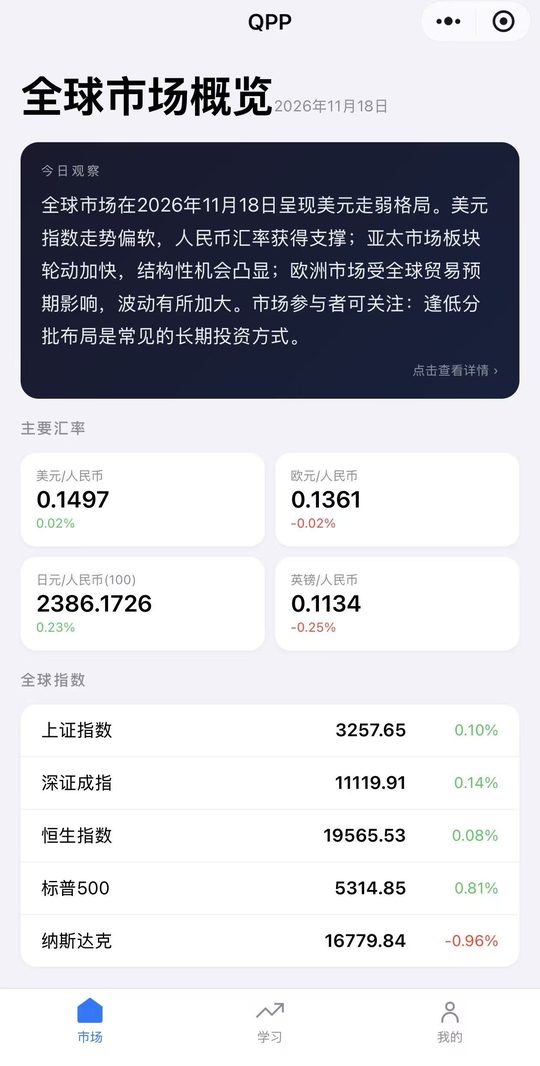 QPP
全球市场概览2026年11月18日
今日观察
全球市场在2026年11月18日呈现美元走弱格局。美元
指数走势偏软，人民币汇率获得支撑；亚太市场板块
轮动加快，结构性机会凸显；欧洲市场受全球贸易预
期影响，波动有所加大。市场参与者可关注：逢低分
批布局是常见的长期投资方式。
点击查看详情 ›
主要汇率
美元/人民币
0.1497
0.02%
欧元/人民币
0.1361
-0.02%
日元/人民币(100)
2386.1726
0.23%
英镑/人民币
0.1134
-0.25%
全球指数
上证指数 3257.65 0.10%
深证成指 11119.91 0.14%
恒生指数 19565.53 0.08%
标普500 5314.85 0.81%
纳斯达克 16779.84 -0.96%
市场 学习 我的